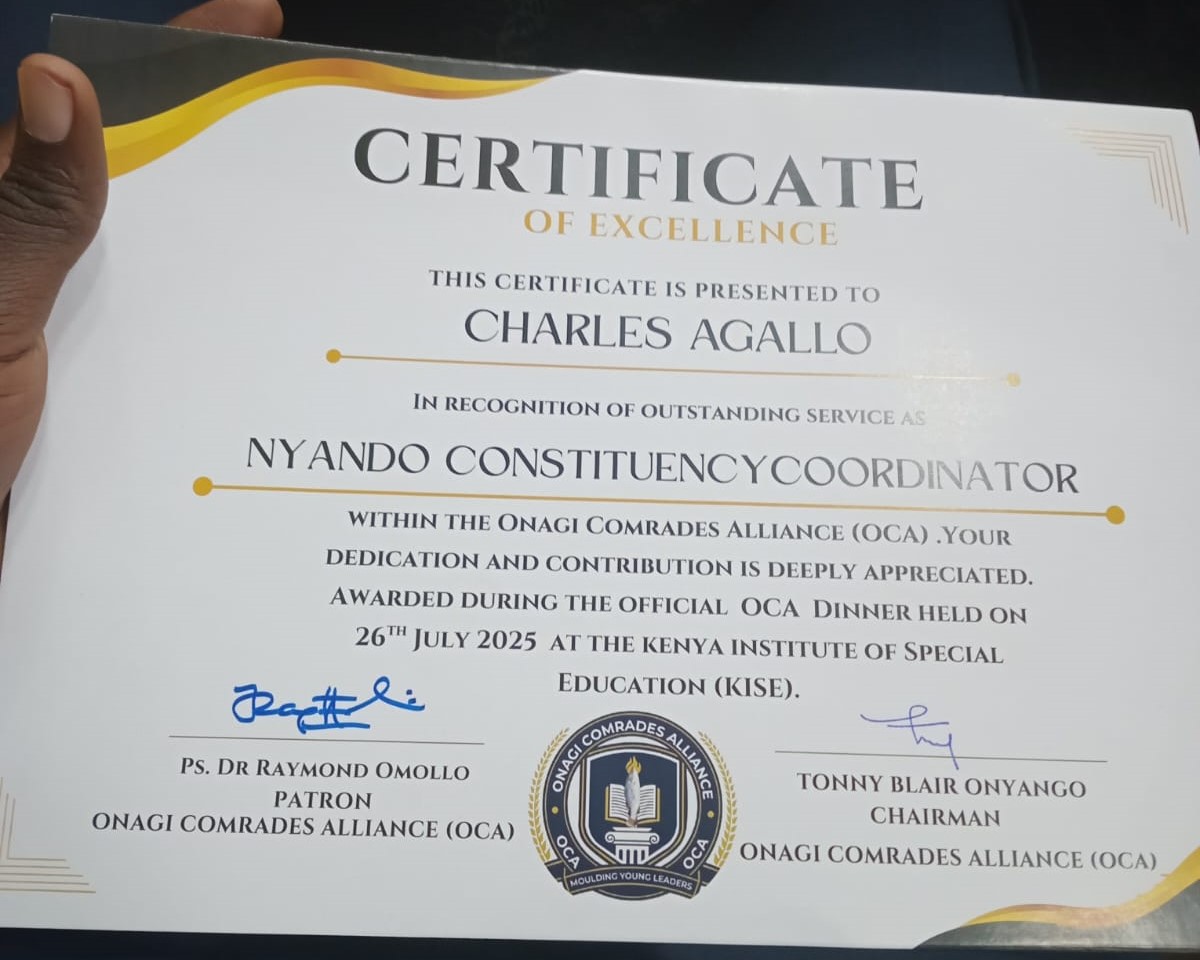 CERTIFICATE
OF EXCELLENCE
THIS CERTIFICATE IS PRESENTED TO
CHARLES AGALLO
IN RECOGNITION OF OUTSTANDING SERVICE AS
NYANDO CONSTITUENCYCOORDINATOR
WITHIN THE ONAGI COMRADES ALLIANCE (OCA) .YOUR
DEDICATION AND CONTRIBUTION IS DEEPLY APPRECIATED.
AWARDED DURING THE OFFICIAL OCA DINNER HELD ON
26TH JULY 2025 AT THE KENYA INSTITUTE OF SPECIAL
EDUCATION (KISE).
PS. DR RAYMOND OMOLLO
PATRON
ONAGI COMRADES ALLIANCE (OCA)
ONAGI COMRADES ALLIANCE
OCA
OCA
MOULDING YOUNG LEADERS
TONNY BLAIR ONYANGO
CHAIRMAN
ONAGI COMRADES ALLIANCE (OCA)